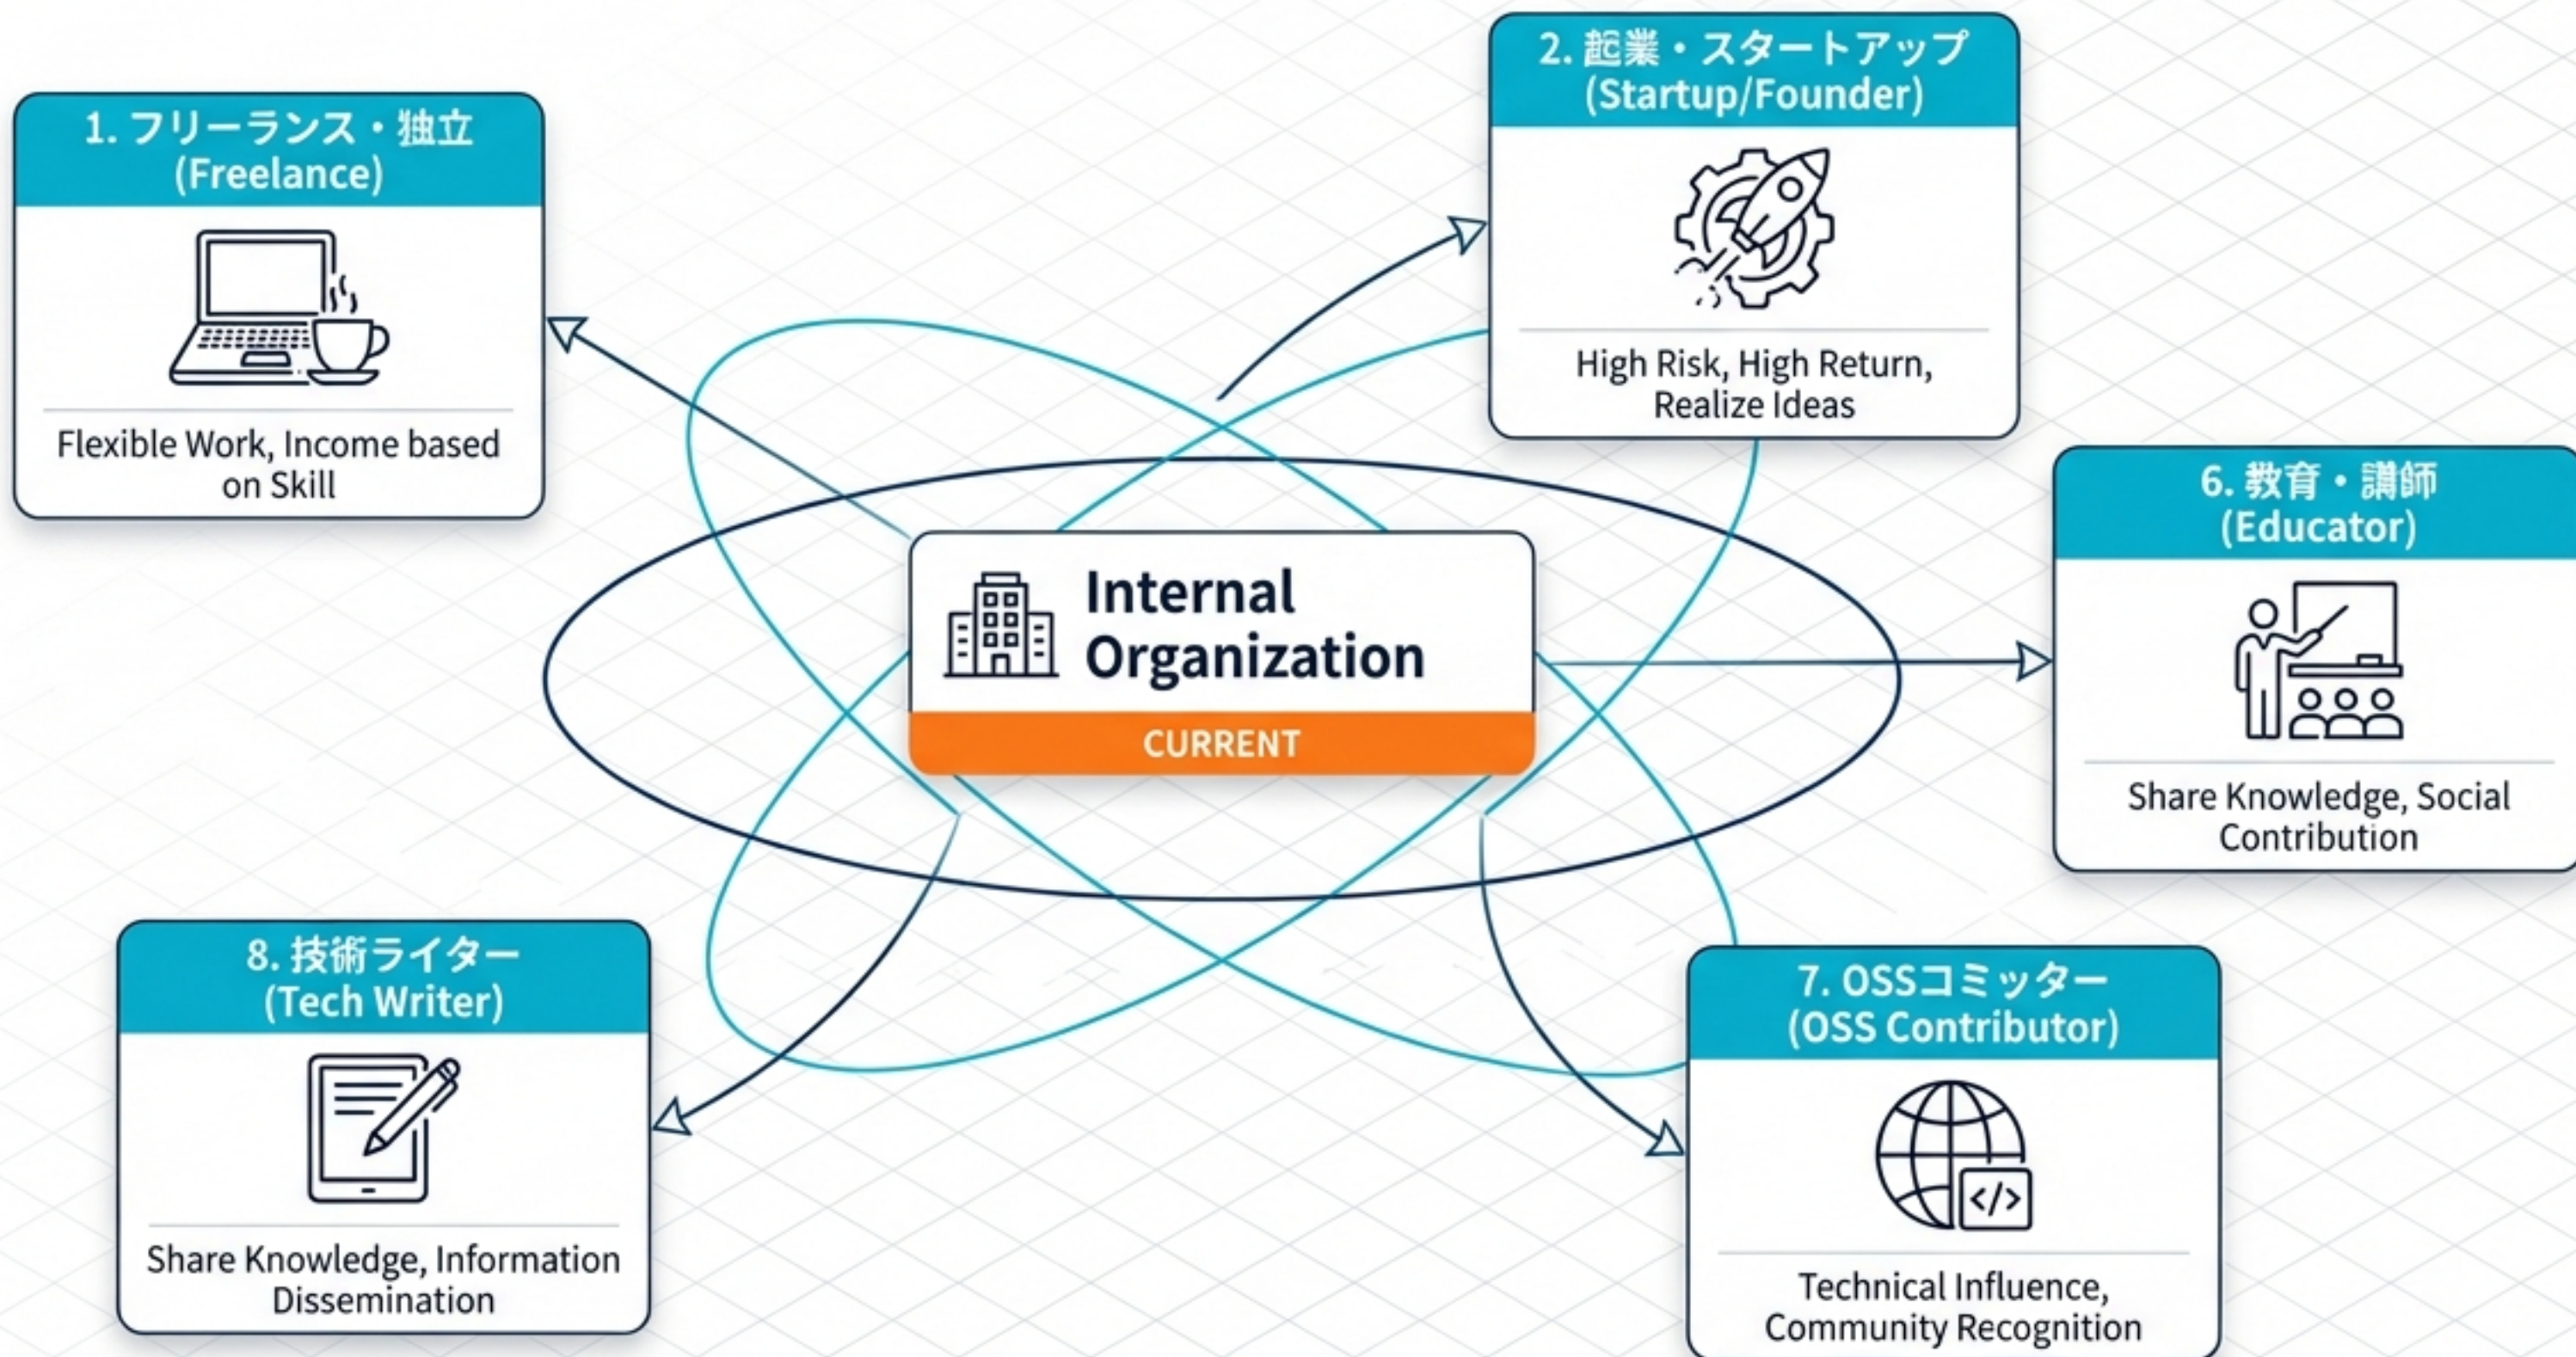 1. フリーランス・独立
(Freelance)
Flexible Work, Income based
on Skill
2. 起業・スタートアップ
(Startup/Founder)
High Risk, High Return,
Realize Ideas
Internal
Organization
CURRENT
6. 教育・講師
(Educator)
Share Knowledge, Social
Contribution
8. 技術ライター
(Tech Writer)
Share Knowledge, Information
Dissemination
7. OSSコミッター
(OSS Contributor)
</>
Technical Influence,
Community Recognition